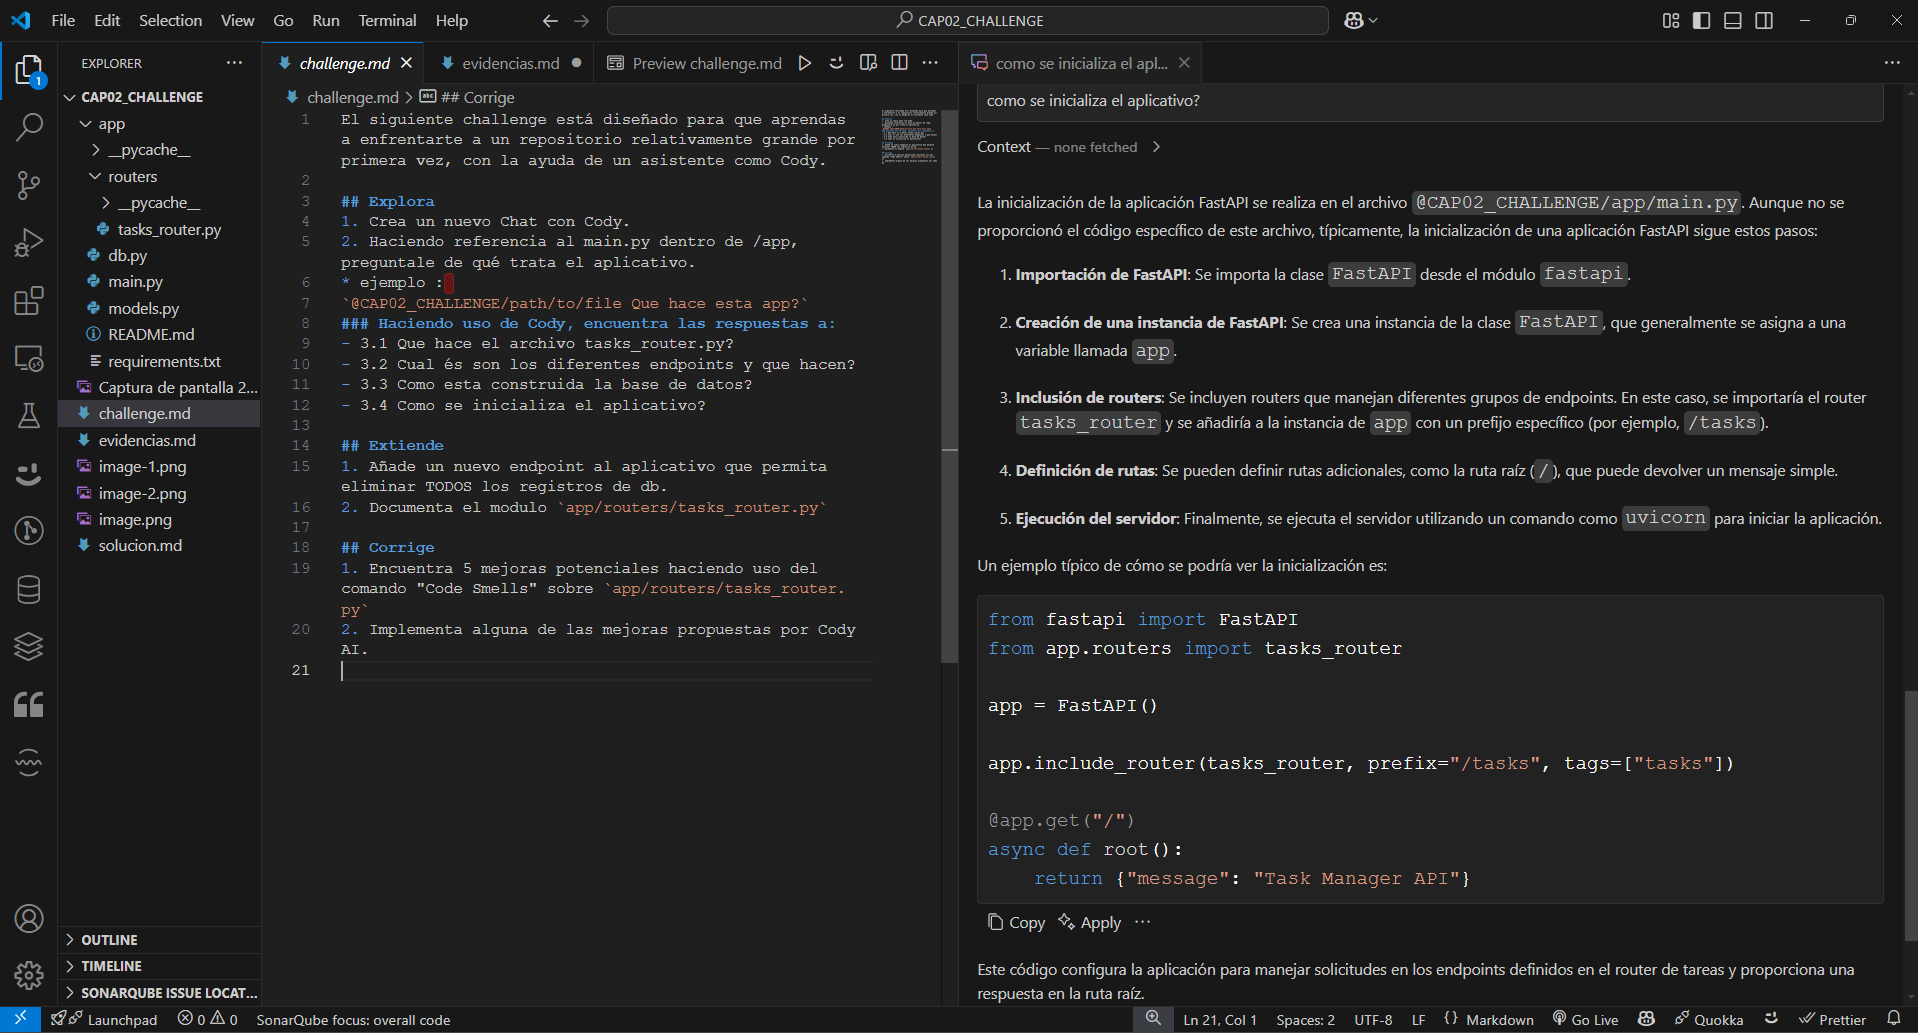 File Edit Selection View Go Run Terminal Help
CAP02_CHALLENGE
EXPLORER
1
CAP02_CHALLENGE
app
__pycache__
routers
__pycache__
tasks_router.py
db.py
main.py
models.py
README.md
requirements.txt
Captura de pantalla 2...
challenge.md
evidencias.md
image-1.png
image-2.png
image.png
solucion.md
OUTLINE
TIMELINE
SONARQUBE ISSUE LOCAT...
challenge.md
evidencias.md
Preview challenge.md
challenge.md > ## Corrige
1 El siguiente challenge está diseñado para que aprendas
a enfrentarte a un repositorio relativamente grande por
primera vez, con la ayuda de un asistente como Cody.
2
3 ## Explora
4 1. Crea un nuevo Chat con Cody.
5 2. Haciendo referencia al main.py dentro de /app,
preguntale de qué trata el aplicativo.
6 * ejemplo :
7 `@CAP02_CHALLENGE/path/to/file Que hace esta app?`
8 ### Haciendo uso de Cody, encuentra las respuestas a:
9 - 3.1 Que hace el archivo tasks_router.py?
10 - 3.2 Cual és son los diferentes endpoints y que hacen?
11 - 3.3 Como esta construida la base de datos?
12 - 3.4 Como se inicializa el aplicativo?
13
14 ## Extiende
15 1. Añade un nuevo endpoint al aplicativo que permita
eliminar TODOS los registros de db.
16 2. Documenta el modulo `app/routers/tasks_router.py`
17
18 ## Corrige
19 1. Encuentra 5 mejoras potenciales haciendo uso del
comando "Code Smells" sobre `app/routers/tasks_router.
py`
20 2. Implementa alguna de las mejoras propuestas por Cody
AI.
21
como se inicializa el apl...
como se inicializa el aplicativo?
Context — none fetched
La inicialización de la aplicación FastAPI se realiza en el archivo @CAP02_CHALLENGE/app/main.py. Aunque no se
proporcionó el código específico de este archivo, típicamente, la inicialización de una aplicación FastAPI sigue estos pasos:
1. Importación de FastAPI: Se importa la clase FastAPI desde el módulo fastapi.
2. Creación de una instancia de FastAPI: Se crea una instancia de la clase FastAPI, que generalmente se asigna a una
variable llamada app.
3. Inclusión de routers: Se incluyen routers que manejan diferentes grupos de endpoints. En este caso, se importaría el router
tasks_router y se añadiría a la instancia de app con un prefijo específico (por ejemplo, /tasks).
4. Definición de rutas: Se pueden definir rutas adicionales, como la ruta raíz (/), que puede devolver un mensaje simple.
5. Ejecución del servidor: Finalmente, se ejecuta el servidor utilizando un comando como uvicorn para iniciar la aplicación.
Un ejemplo típico de cómo se podría ver la inicialización es:
from fastapi import FastAPI
from app.routers import tasks_router
app = FastAPI()
app.include_router(tasks_router, prefix="/tasks", tags=["tasks"])
@app.get("/")
async def root():
return {"message": "Task Manager API"}
Copy Apply
Este código configura la aplicación para manejar solicitudes en los endpoints definidos en el router de tareas y proporciona una
respuesta en la ruta raíz.
Launchpad 0 0 SonarQube focus: overall code Ln 21, Col 1 Spaces: 2 UTF-8 LF {} Markdown Go Live Quokka Prettier